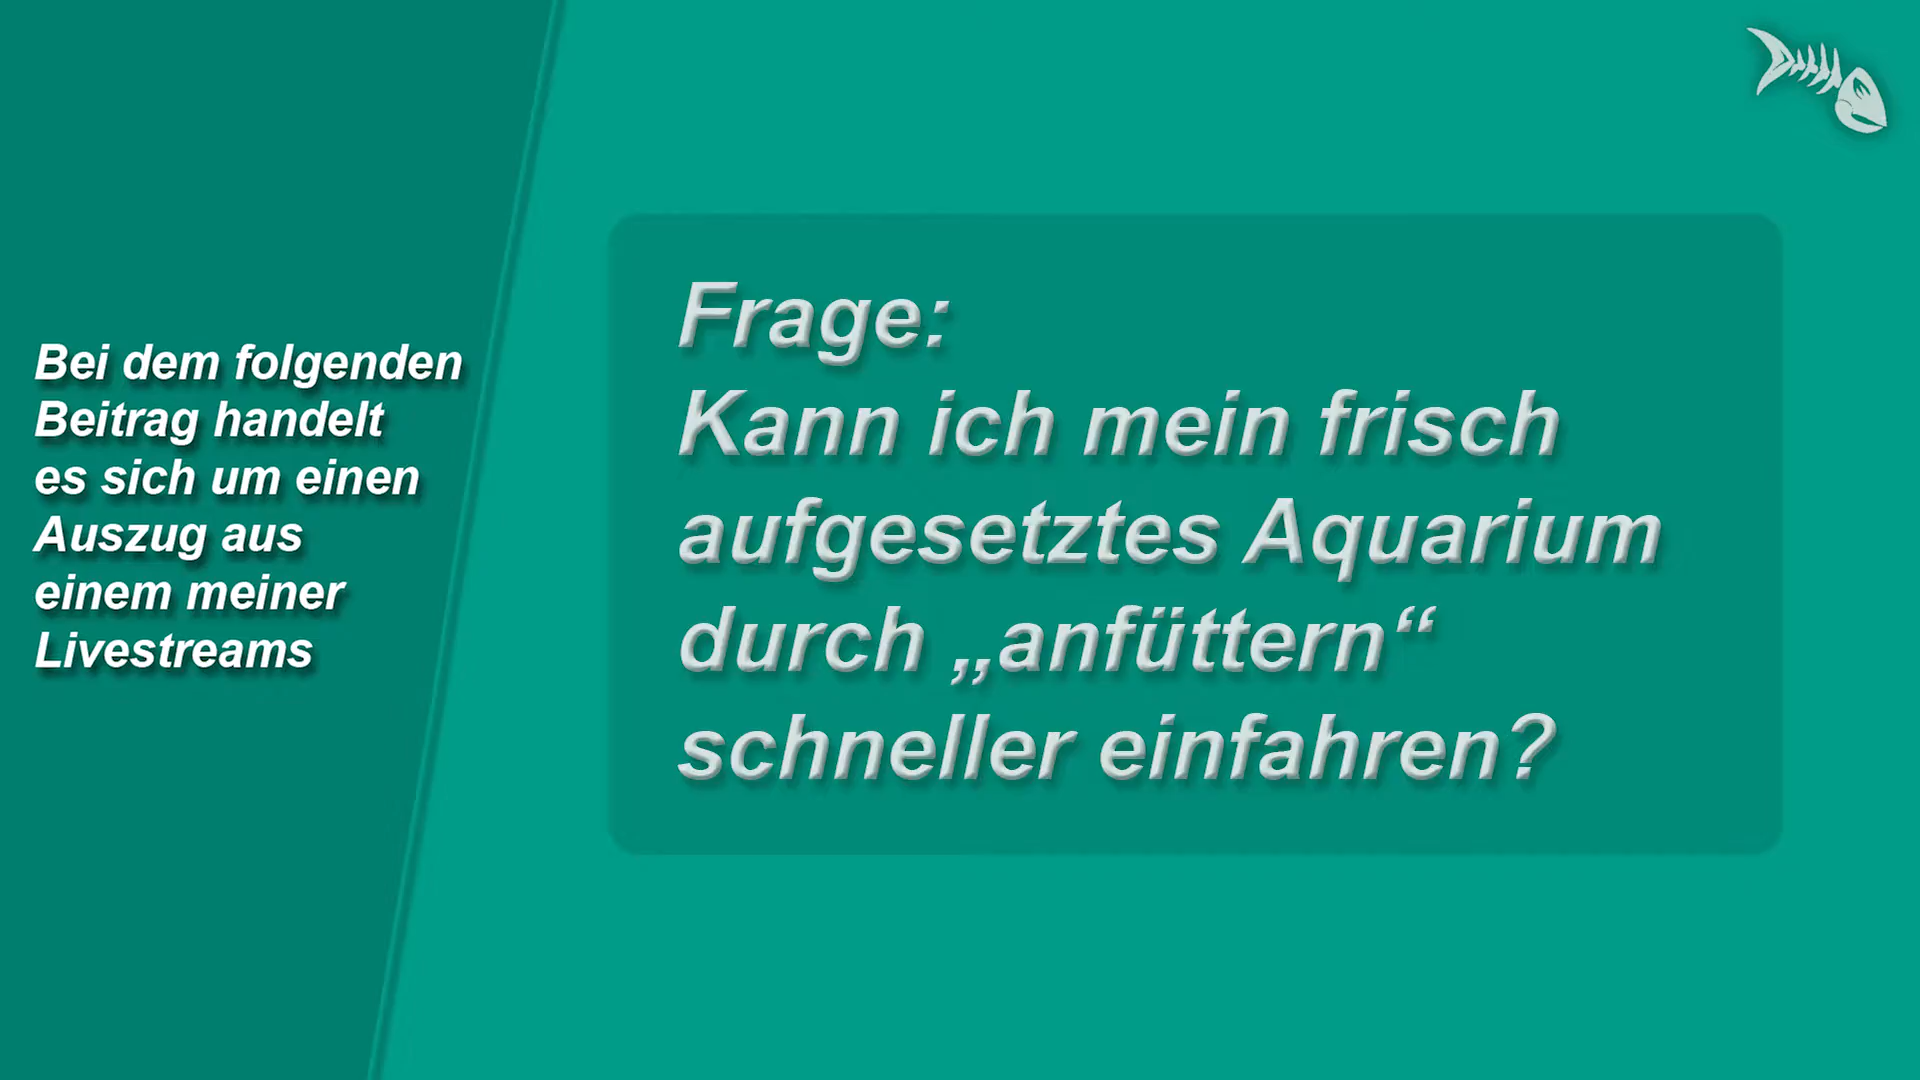 Bei dem folgenden
Beitrag handelt
es sich um einen
Auszug aus
einem meiner
Livestreams
Frage:
Kann ich mein frisch
aufgesetztes Aquarium
durch „anfüttern“
schneller einfahren?